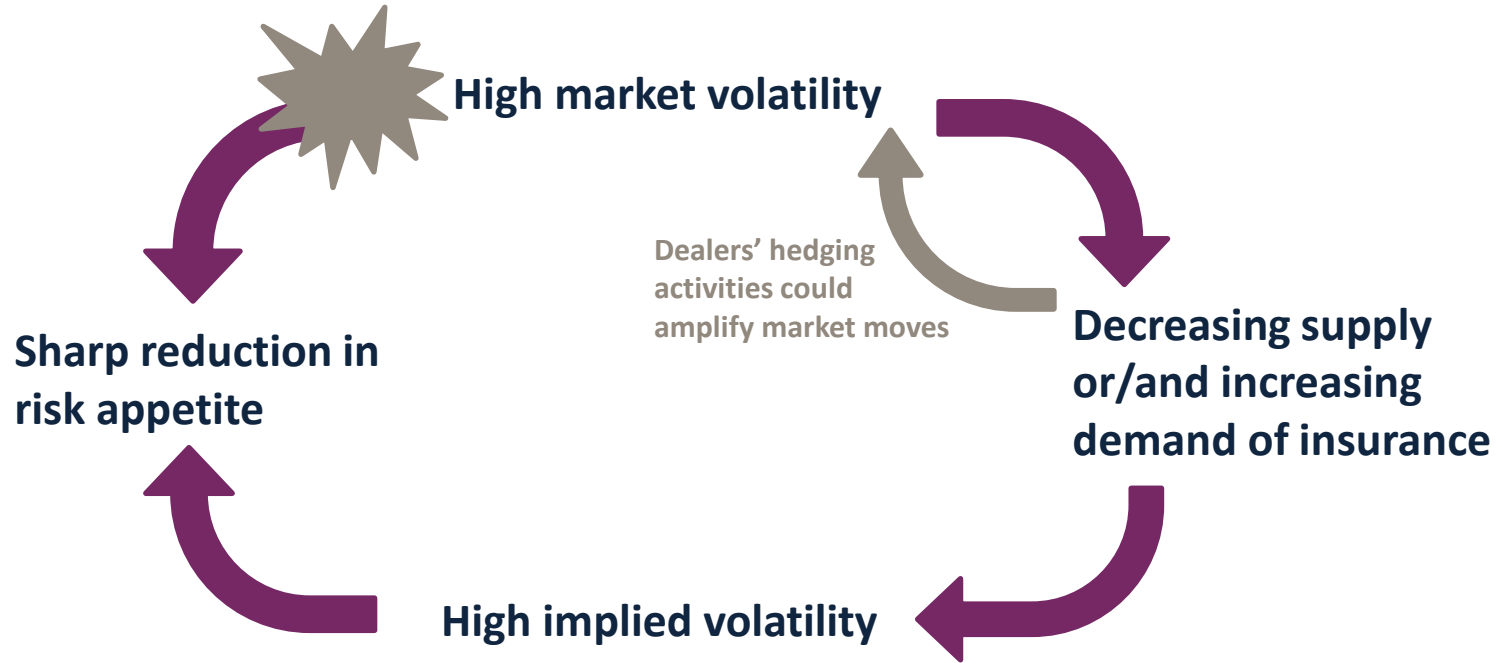 High market volatility
Dealers’ hedging
activities could
amplify market moves
Decreasing supply
or/and increasing
demand of insurance
Sharp reduction in
risk appetite
High implied volatility